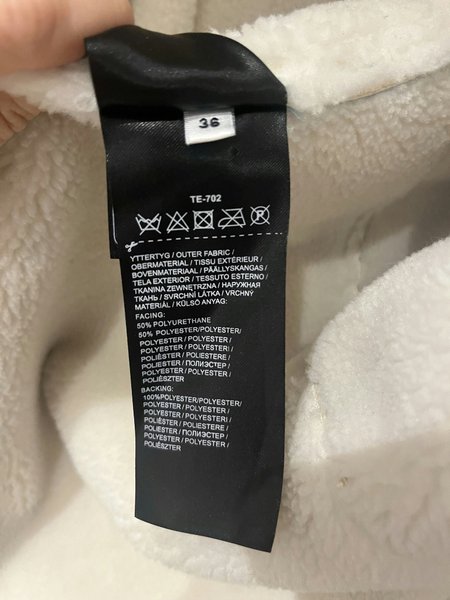 36
TE-702
YTTERTYG / OUTER FABRIC /
OBERMATERIAL / TISSU EXTÉRIEUR /
BOVENMATERIAAL / PÄÄLLYSKANGAS /
TELA EXTERIOR / TESSUTO ESTERNO /
TKANINA ZEWNĘTRZNA / НАРУЖНАЯ
ТКАНЬ / SVRCHNÍ LÁTKA / VRCHNÝ
MATERIÁL / KÜLSŐ ANYAG:
FACING:
50% POLYURETHANE
50% POLYESTER/POLYESTER/
POLYESTER / POLYESTER /
POLYESTER / POLYESTERI /
POLIÉSTER / POLIESTERE /
POLIESTER / ПОЛИЭСТЕР /
POLYESTER / POLYESTER /
POLIÉSZTER
BACKING:
100%POLYESTER/POLYESTER/
POLYESTER / POLYESTER /
POLYESTER / POLYESTERI /
POLIÉSTER / POLIESTERE /
POLIESTER / ПОЛИЭСТЕР /
POLYESTER / POLYESTER /
POLIÉSZTER